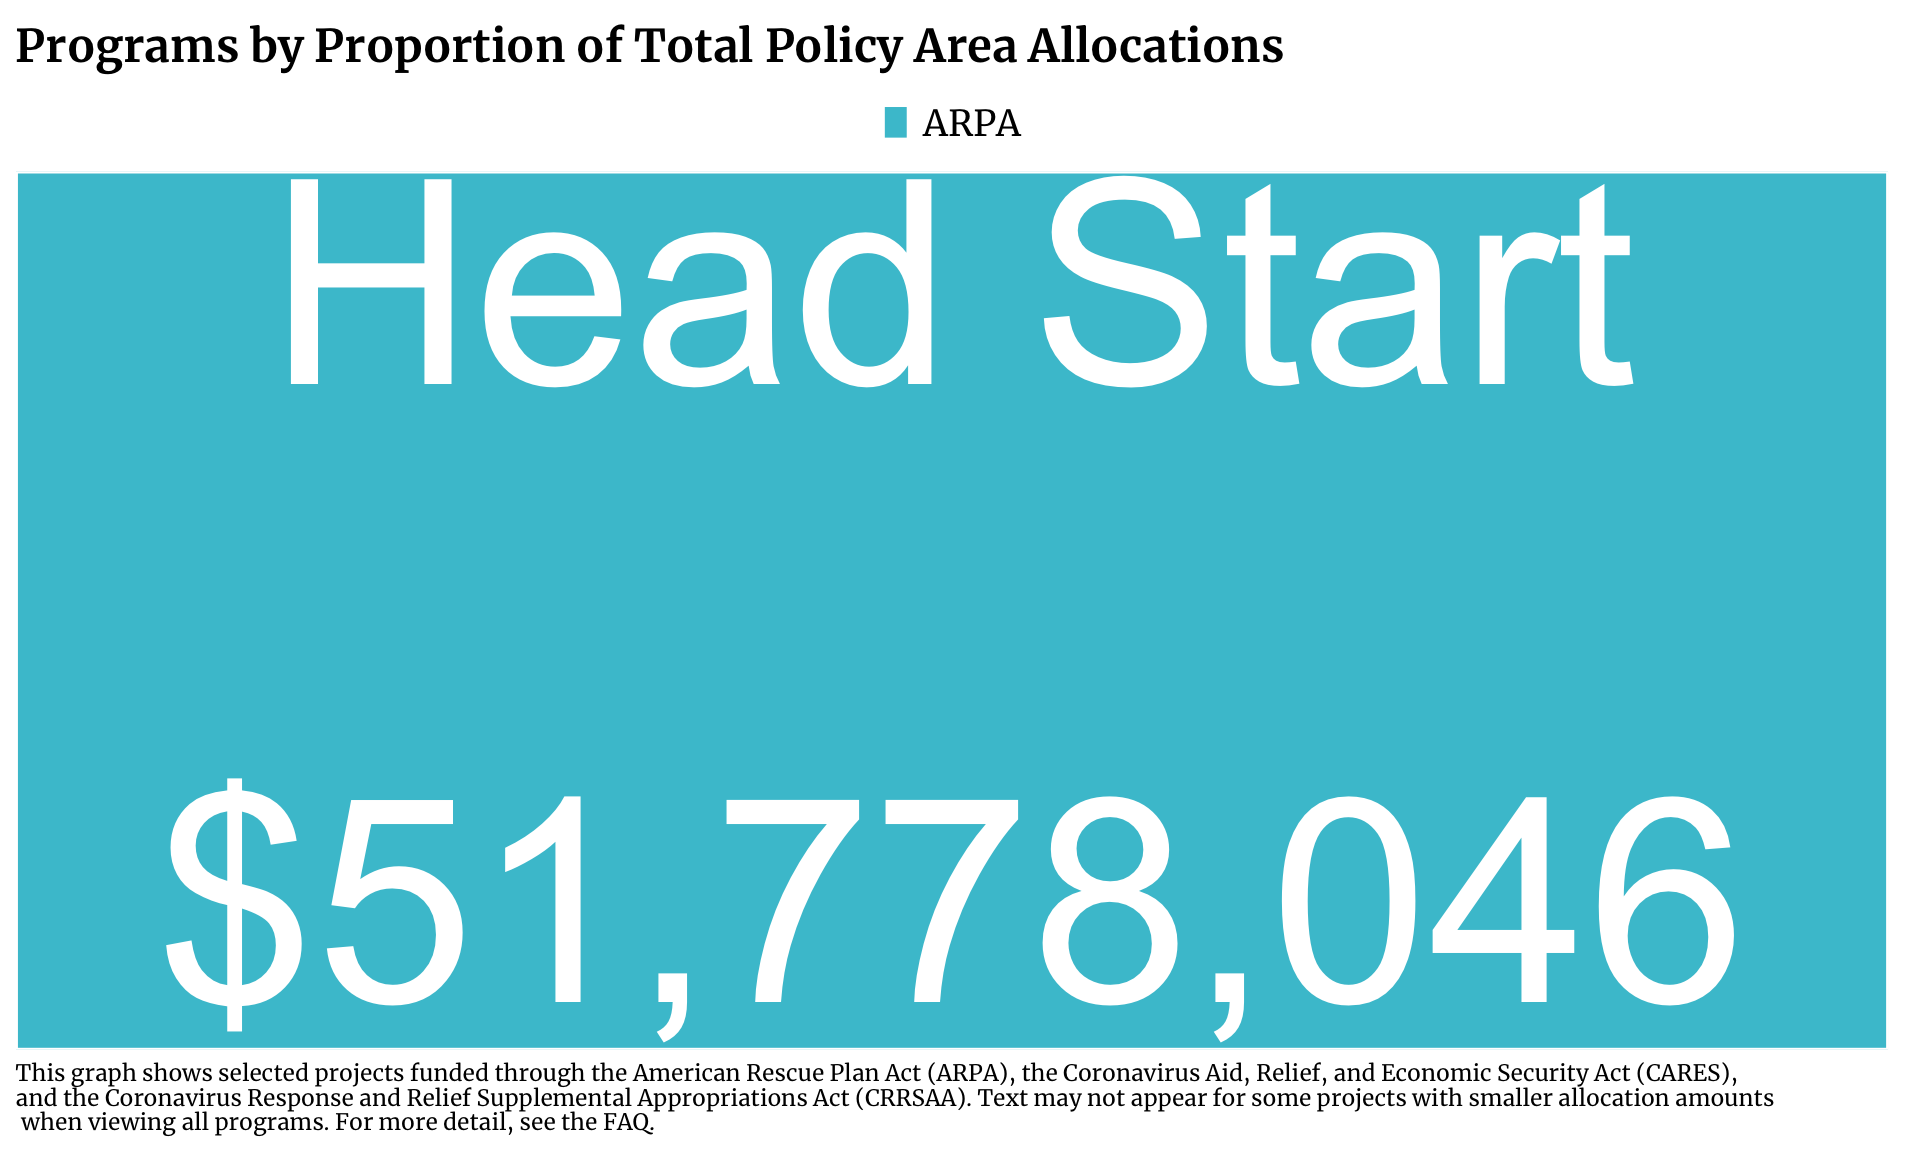 Programs by Proportion of Total Policy Area Allocations
ARPA
Head Start
$51,778,046
This graph shows selected projects funded through the American Rescue Plan Act (ARPA), the Coronavirus Aid, Relief, and Economic Security Act (CARES),
and the Coronavirus Response and Relief Supplemental Appropriations Act (CRRSAA). Text may not appear for some projects with smaller allocation amounts
when viewing all programs. For more detail, see the FAQ.